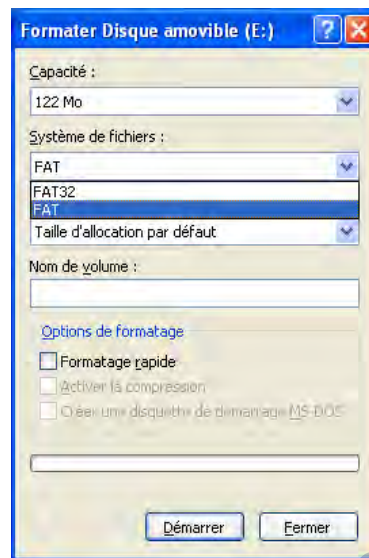 Formater Disque amovible (E:)
Capacité :
122 Mo
Système de fichiers :
FAT
FAT32
FAT
Taille d'allocation par défaut
Nom de volume :
Options de formatage
Formatage rapide
Activer la compression
Créer une disquette de démarrage MS-DOS
Démarrer Fermer